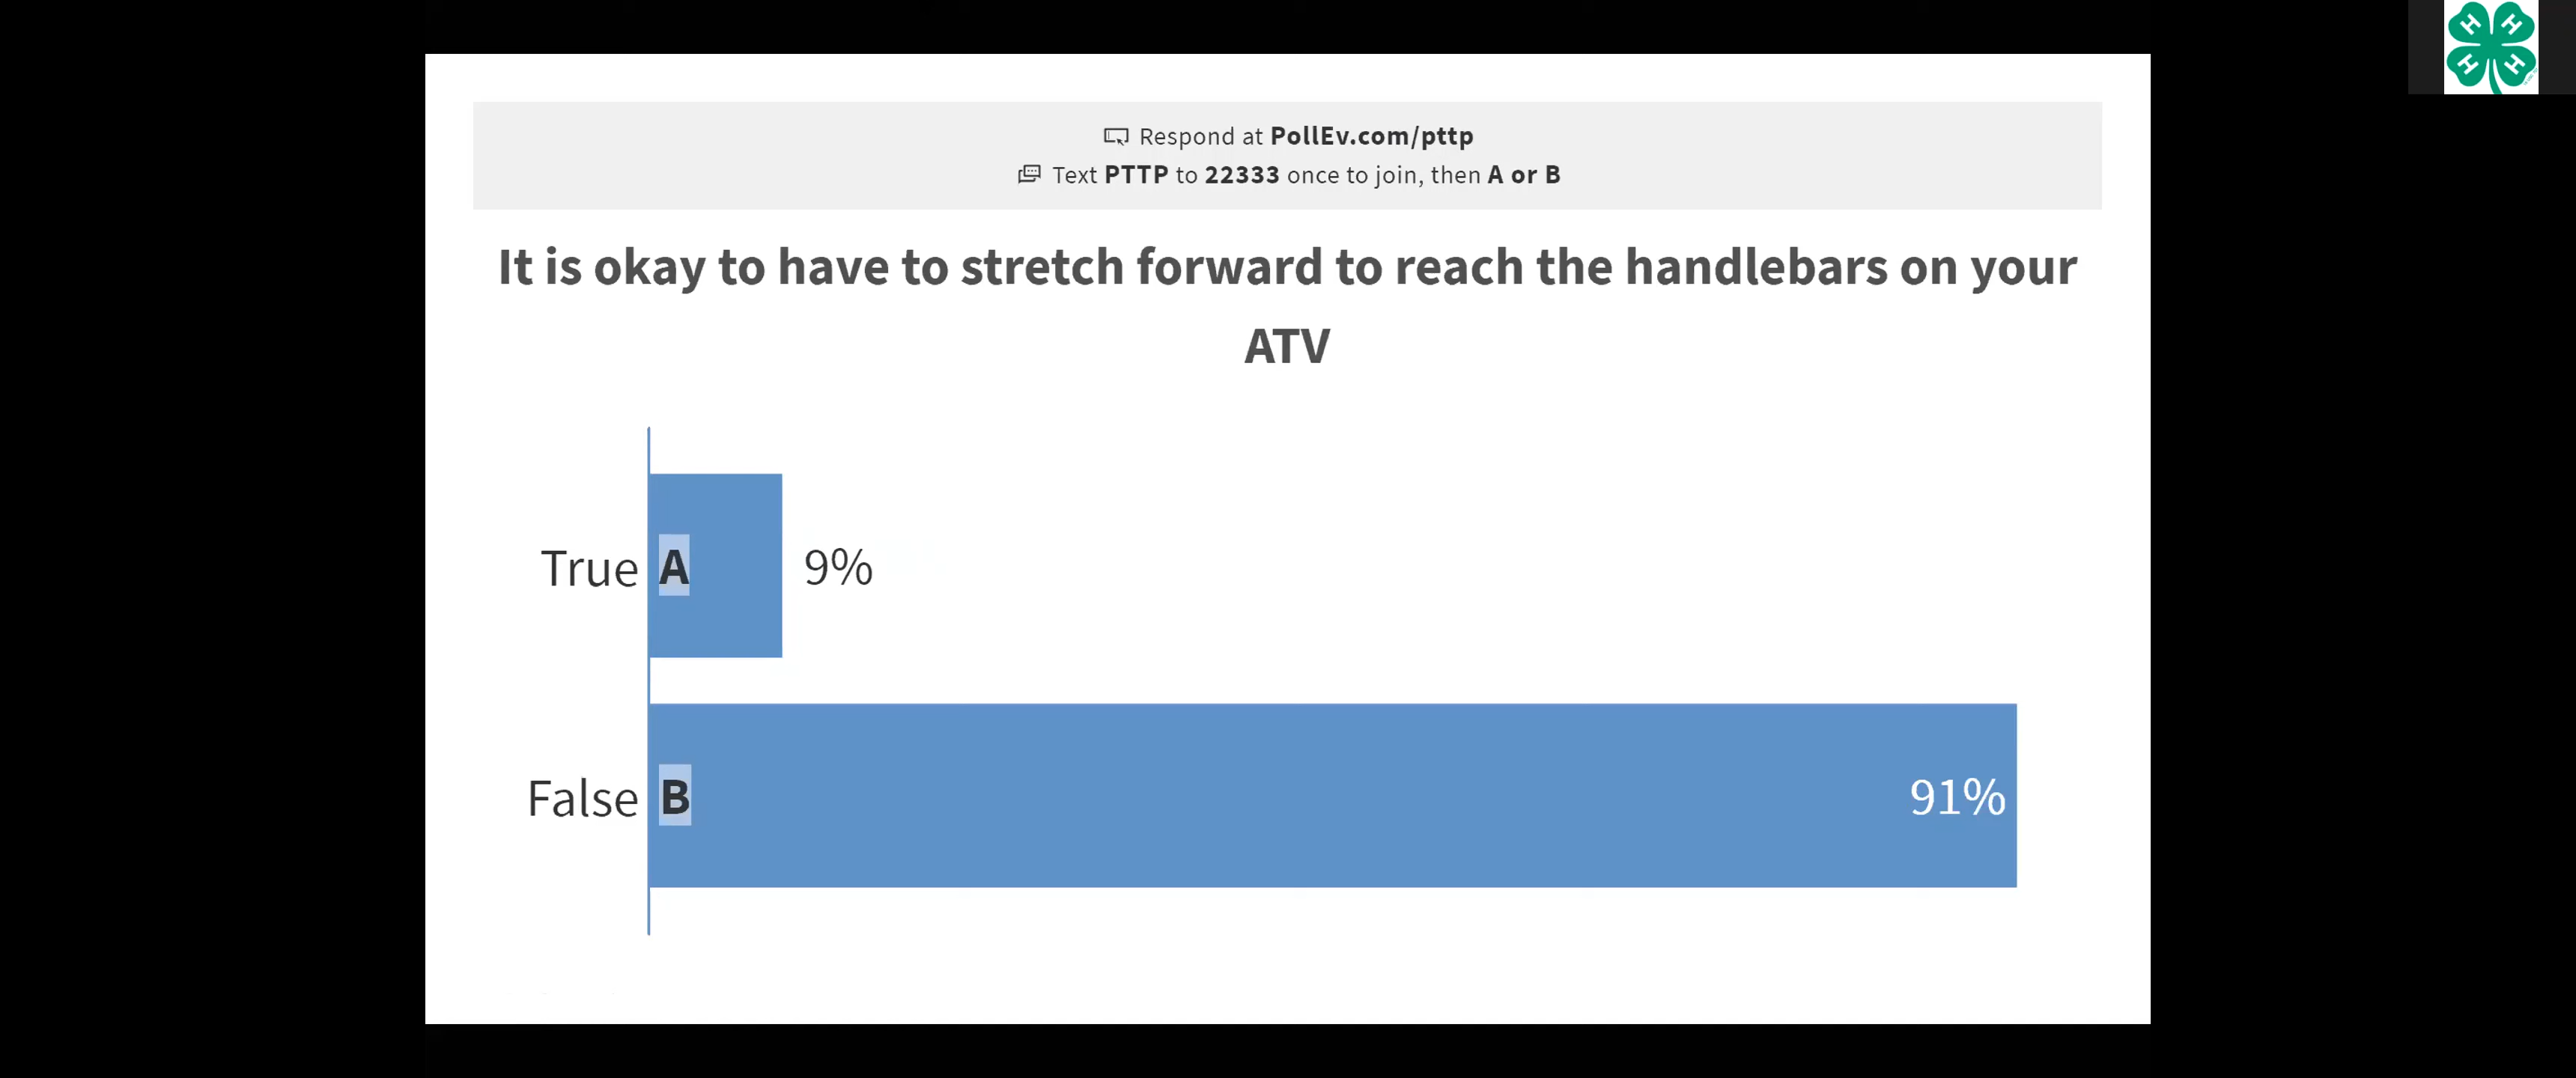 Respond at PollEv.com/pttp
Text PTTP to 22333 once to join, then A or B
It is okay to have to stretch forward to reach the handlebars on your
ATV
True A 9%
False B 91%
H H
H H